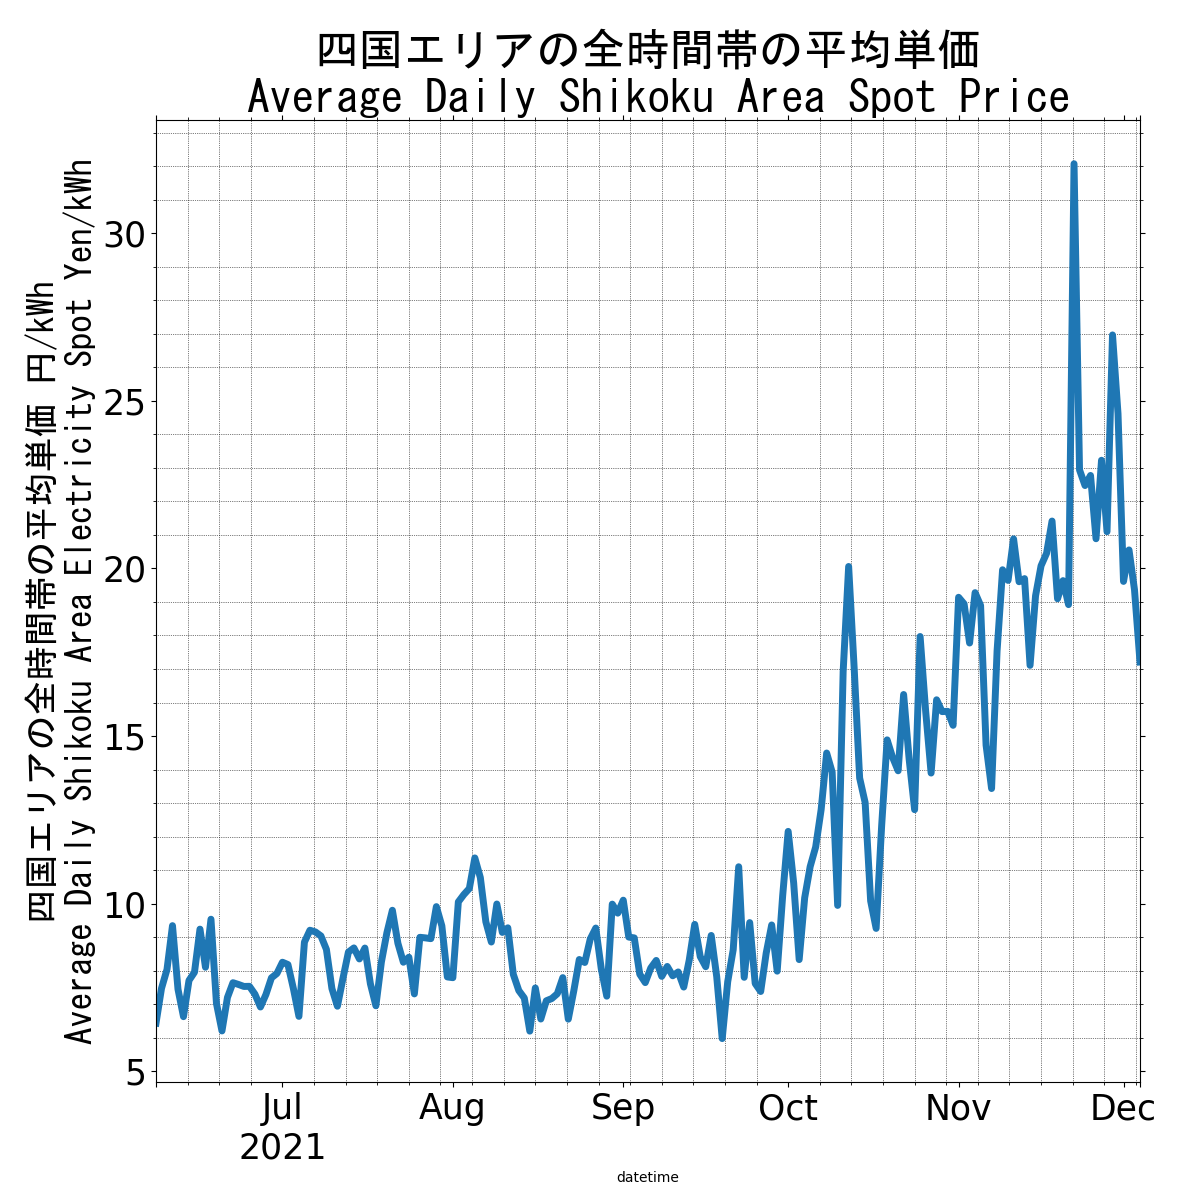 四国エリアの全時間帯の平均単価
Average Daily Shikoku Area Spot Price
四国エリアの全時間帯の平均単価 円/kWh
Average Daily Shikoku Area Electricity Spot Yen/kWh
30
25
20
15
10
5
Jul
2021
Aug
Sep
Oct
Nov
Dec
datetime